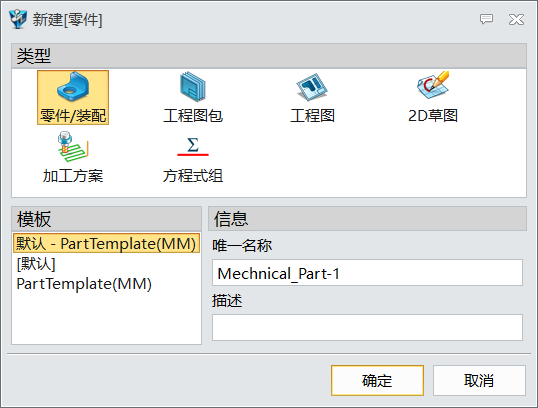 新建[零件]
类型
零件/装配
工程图包
工程图
2D草图
加工方案
Σ
方程式组
模板
默认 - PartTemplate(MM)
[默认]
PartTemplate(MM)
信息
唯一名称
Mechnical_Part-1
描述
确定
取消